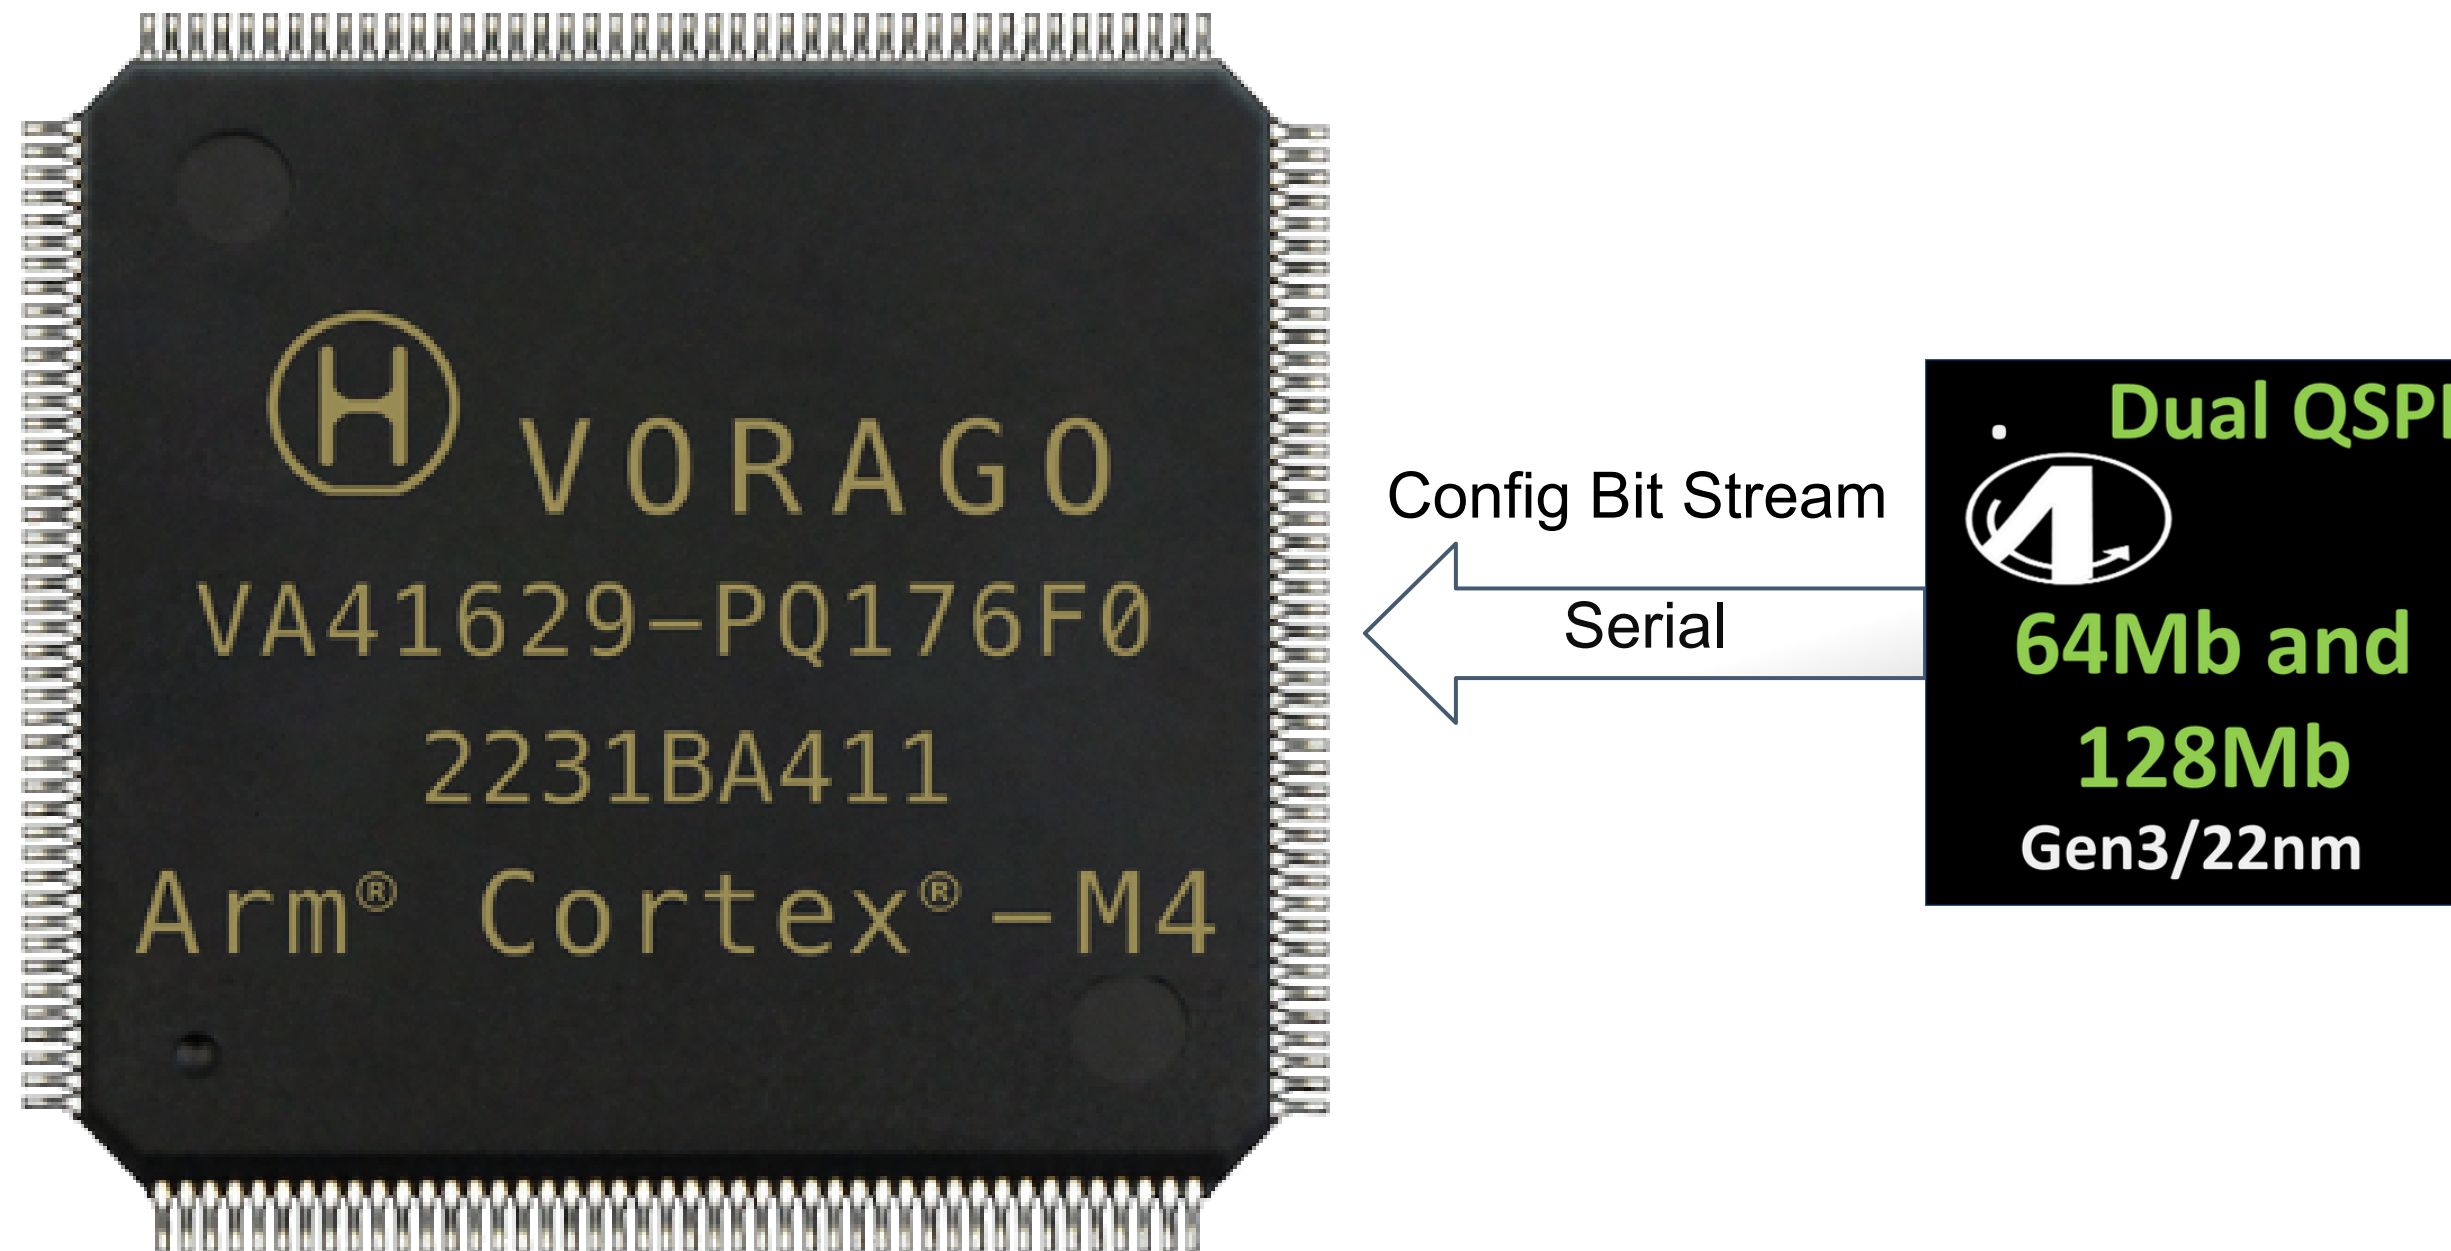 VORAGO
VA41629-PQ176F0
2231BA411
Arm® Cortex®-M4
Config Bit Stream
Serial
Dual QSPI
64Mb and
128Mb
Gen3/22nm